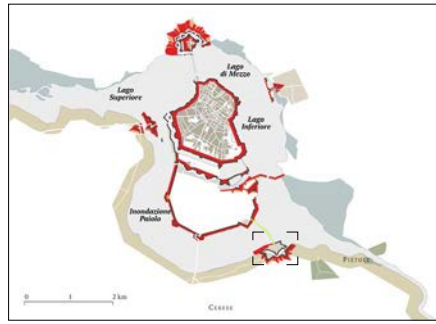 Lago
di Mezzo
Lago
Superiore
Lago
Inferiore
Inondazione
Paiolo
PIETOLE
0 1 2 km
CERESE